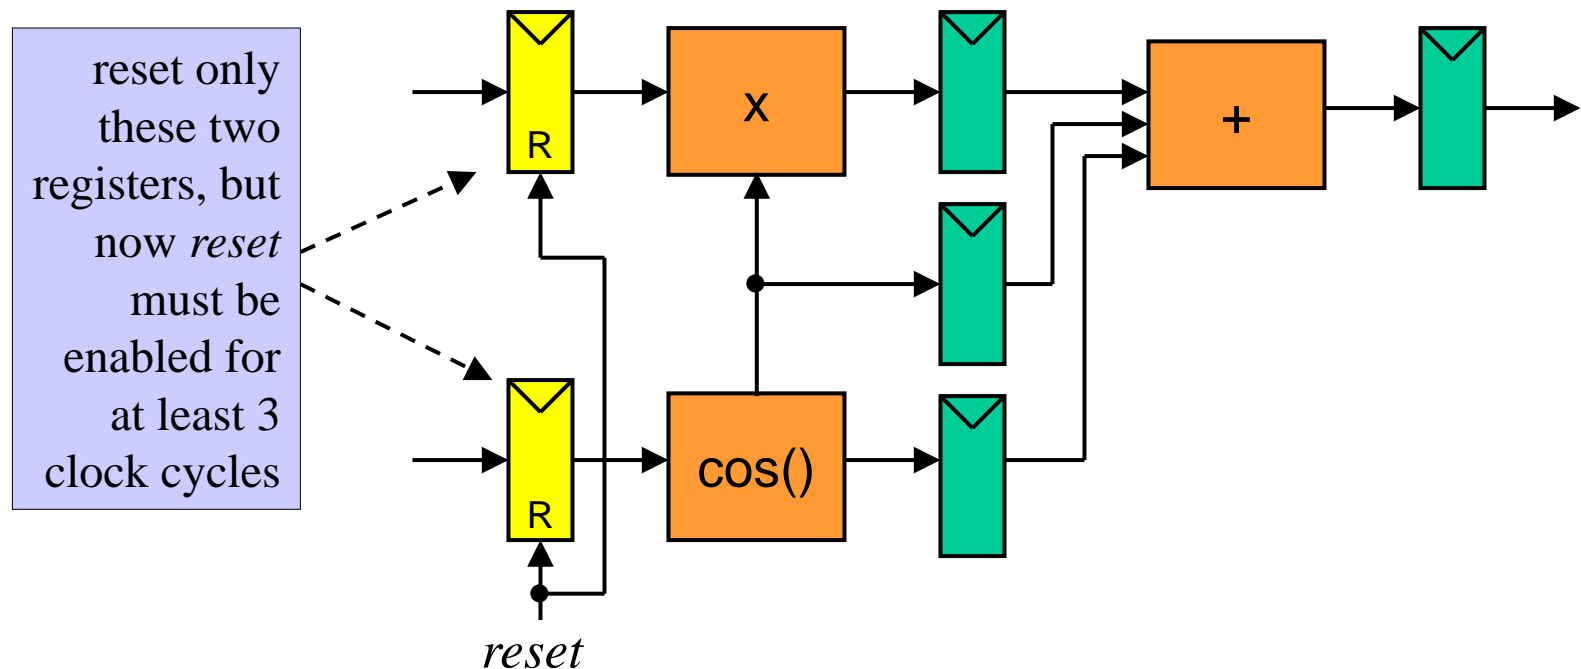 reset only
these two
registers, but
now reset
must be
enabled for
at least 3
clock cycles
R
x
+
R
cos()
reset